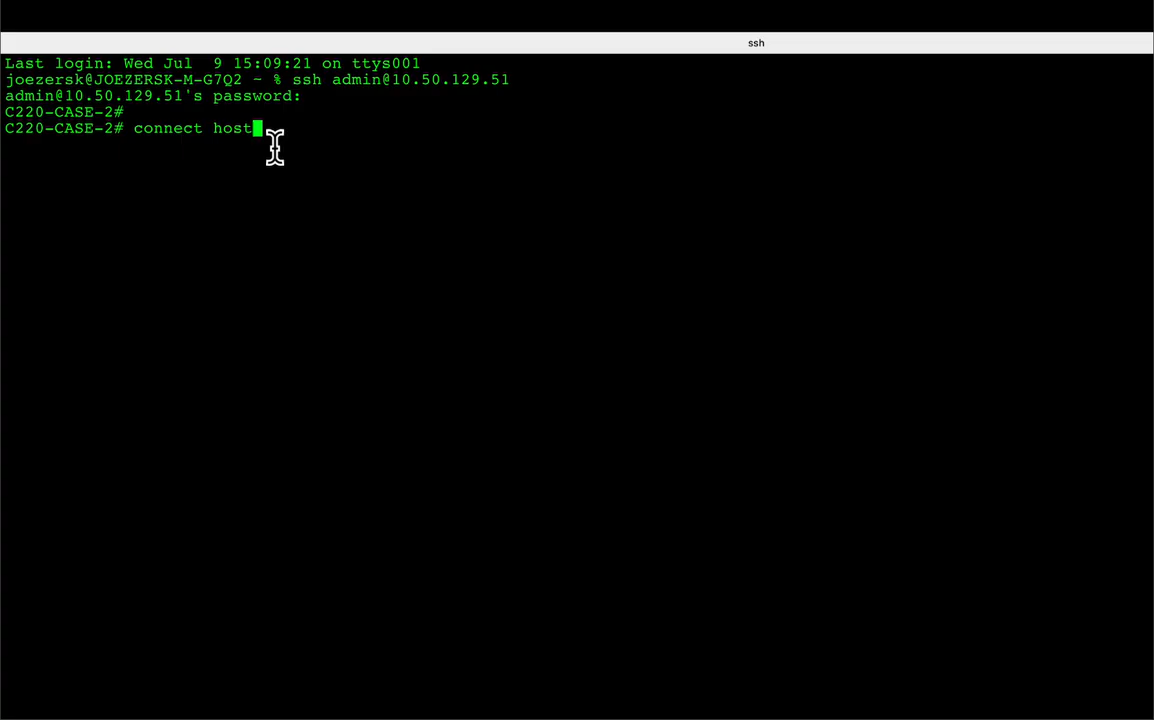 ssh
Last login: Wed Jul  9 15:09:21 on ttys001
joezersk@JOEZERSK-M-G7Q2 ~ % ssh admin@10.50.129.51
admin@10.50.129.51's password:
C220-CASE-2#
C220-CASE-2# connect host